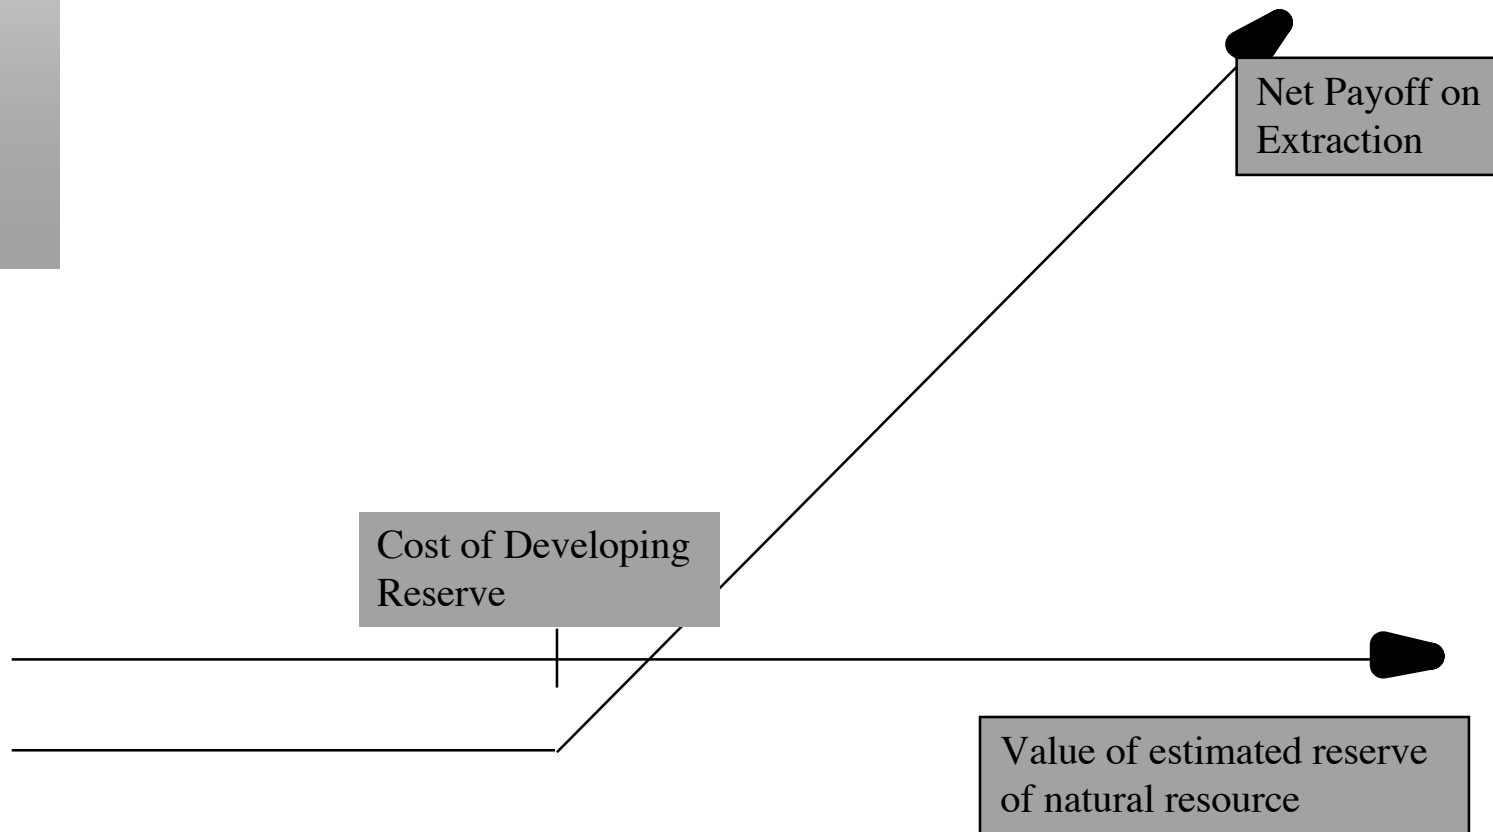 Net Payoff on
Extraction
Cost of Developing
Reserve
Value of estimated reserve
of natural resource